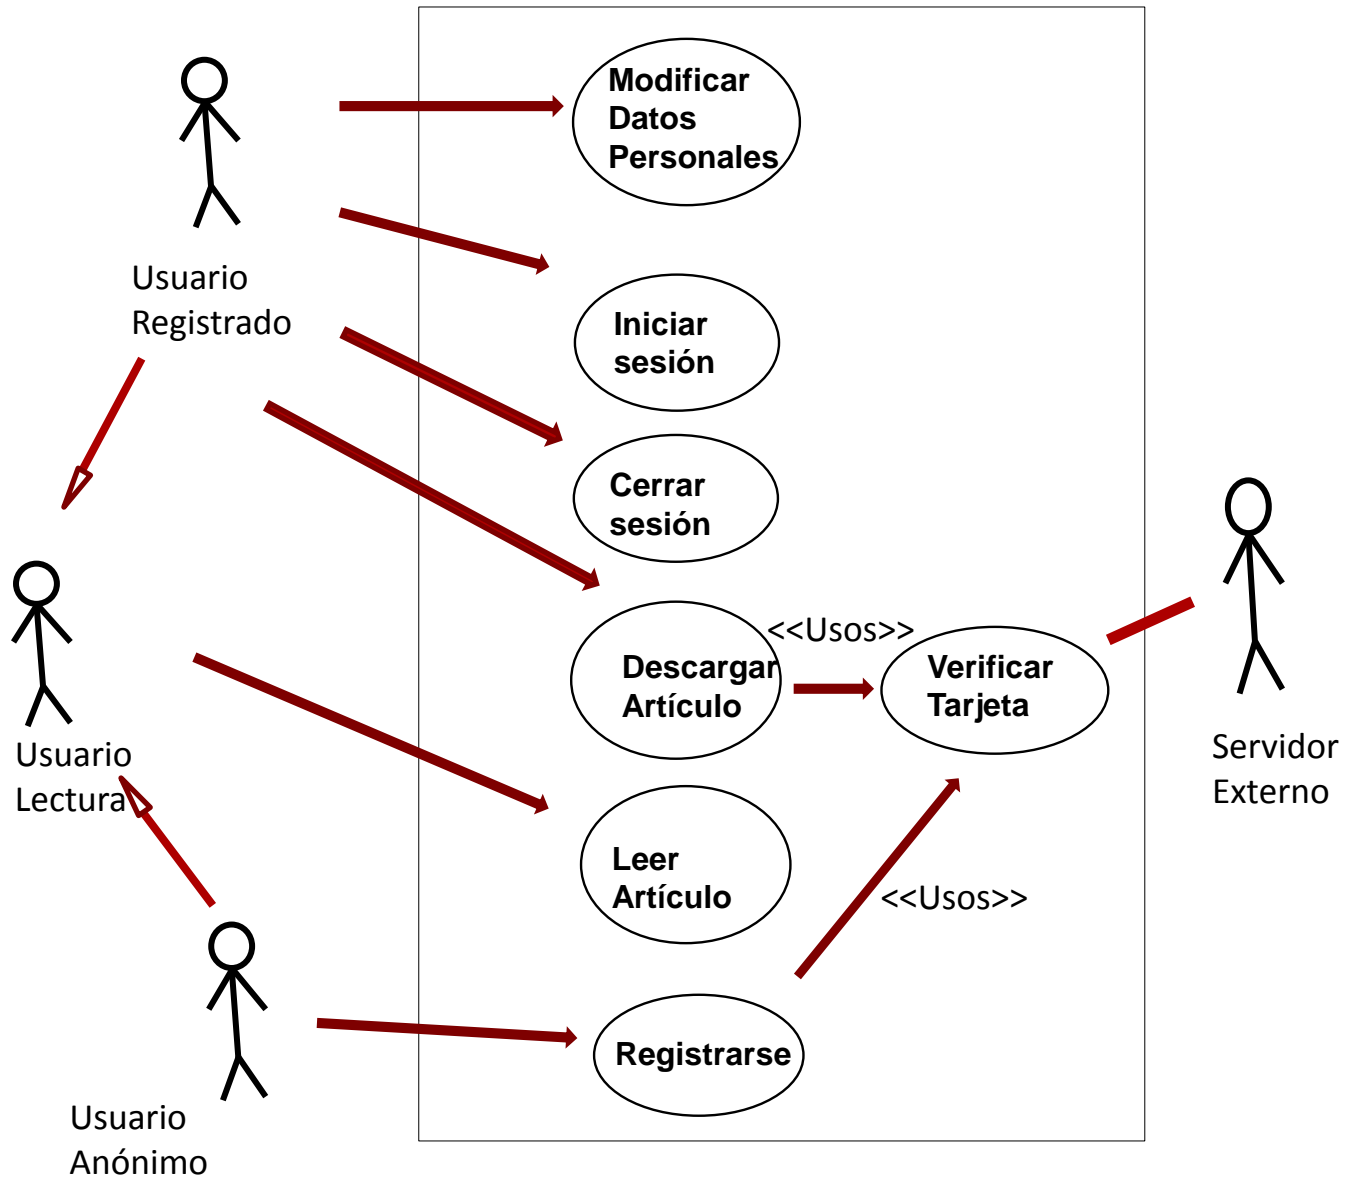 Modificar
Datos
Personales
Usuario
Registrado
Iniciar
sesión
Cerrar
sesión
<<Usos>>
Descargar
Artículo
Verificar
Tarjeta
Servidor
Externo
Usuario
Lectura
Leer
Artículo
<<Usos>>
Registrarse
Usuario
Anónimo